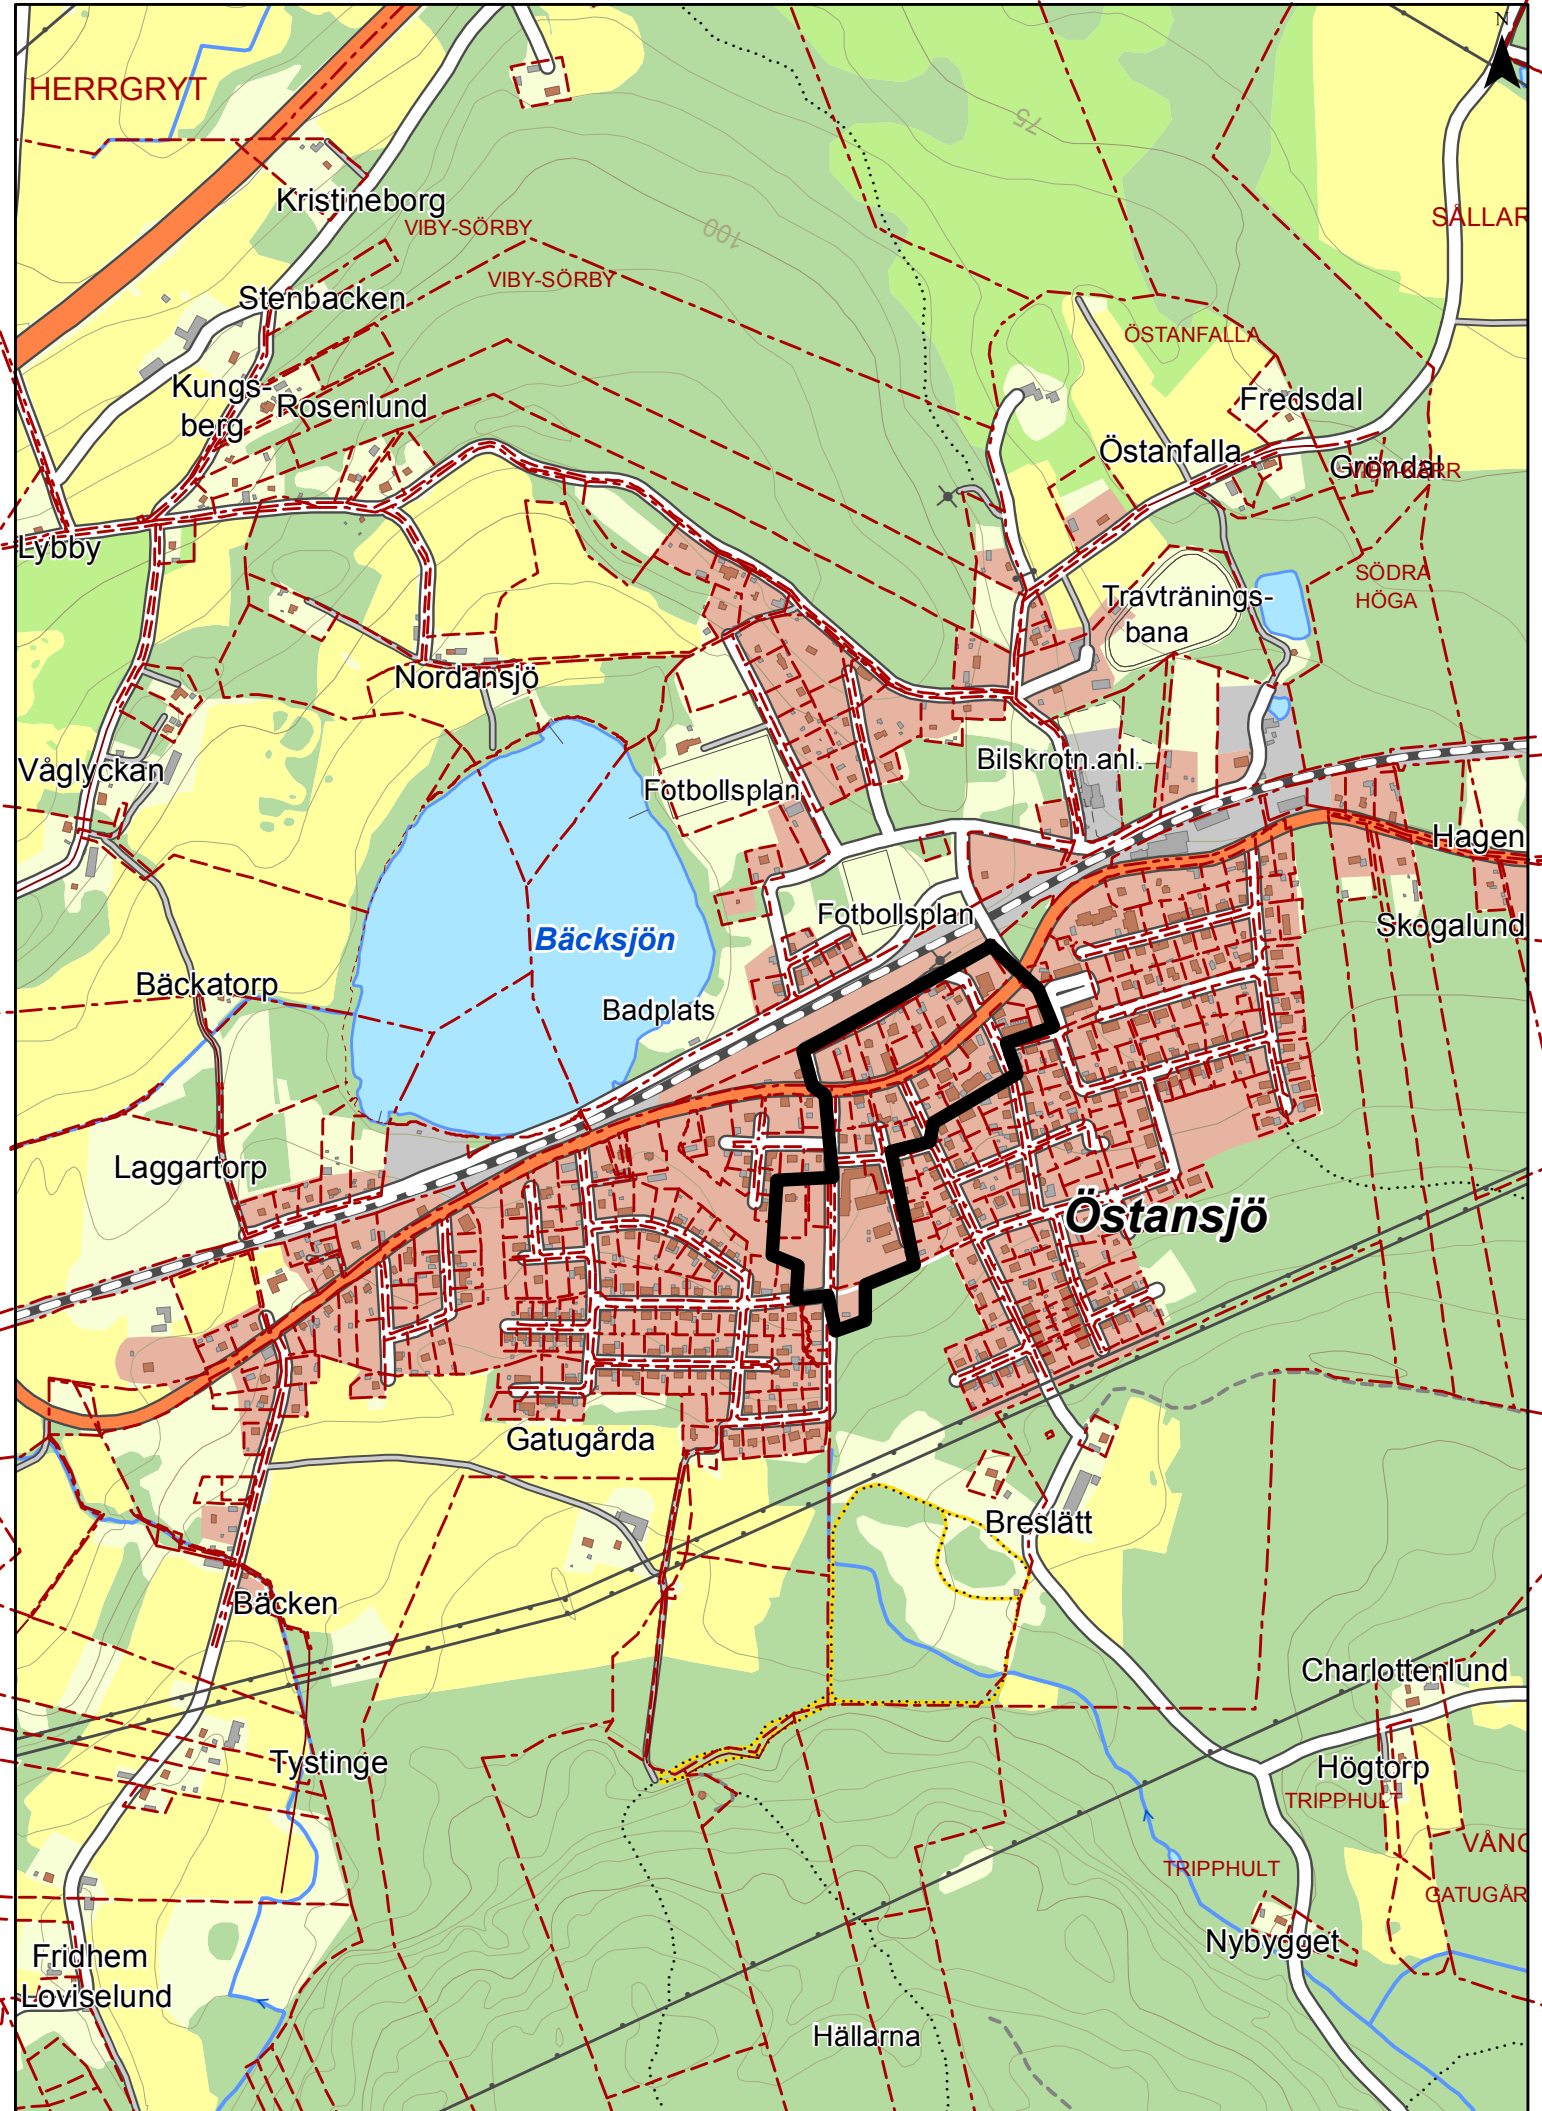 N
HERRGRYT
75
Kristineborg
SÅLLAR
VIBY-SÖRBY
100
VIBY-SÖRBY
Stenbacken
ÖSTANFALLA
Kungs-
berg
Rosenlund
Fredsdal
Östanfalla
Gröndal
VIBY-KÄRR
Lybby
SÖDRA
HÖGA
Travtränings-
bana
Nordansjö
Bilskrotn.anl.
Våglyckan
Fotbollsplan
Hagen
Fotbollsplan
Skogalund
Bäcksjön
Bäckatorp
Badplats
Laggartorp
Östansjö
Gatugårda
Breslätt
Bäcken
Charlottenlund
Tystinge
Högtorp
TRIPPHULT
VÅNG
TRIPPHULT
GATUGÅR
Nybygget
Fridhem
Loviselund
Hällarna